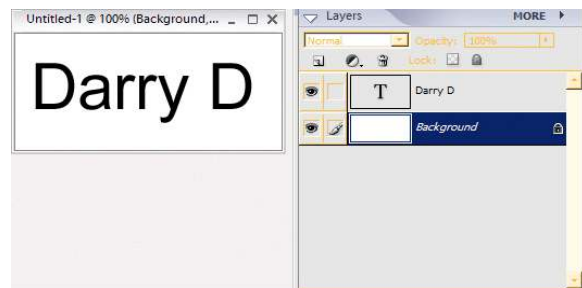 Untitled-1 @ 100% (Background,...
Darry D
Layers
MORE
Normal
Opacity: 100%
Lock:
T
Darry D
Background